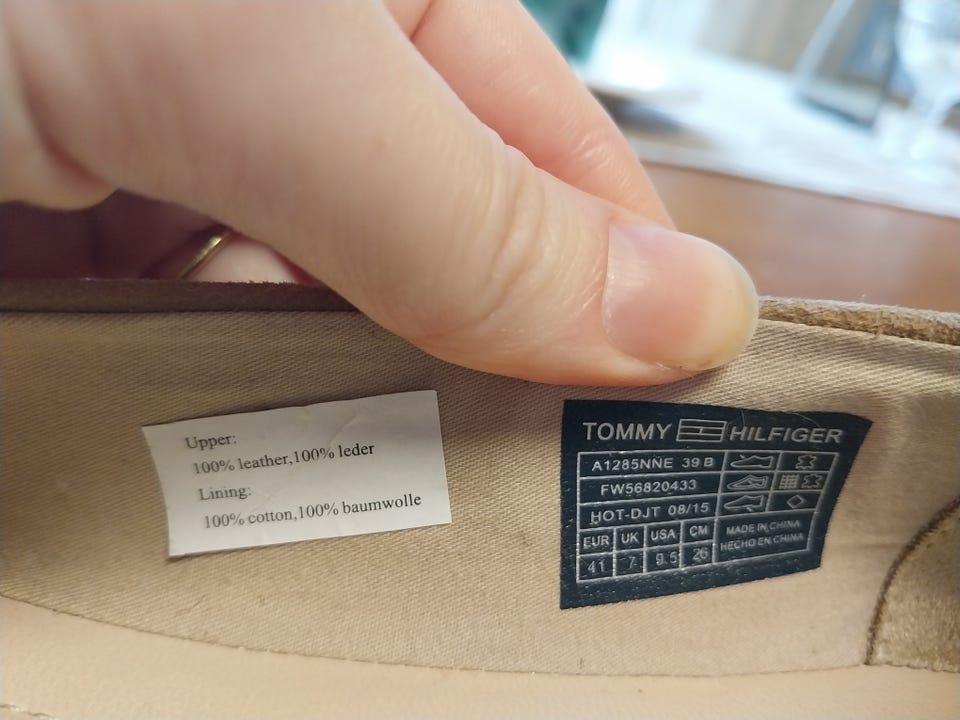 Upper:
100% leather,100% leder
Lining:
100% cotton,100% baumwolle
TOMMY HILFIGER
A1285NNE 39 B
FW56820433
HOT-DJT 08/15
EUR UK USA CM
41 7 9.5 26
MADE IN CHINA
HECHO EN CHINA